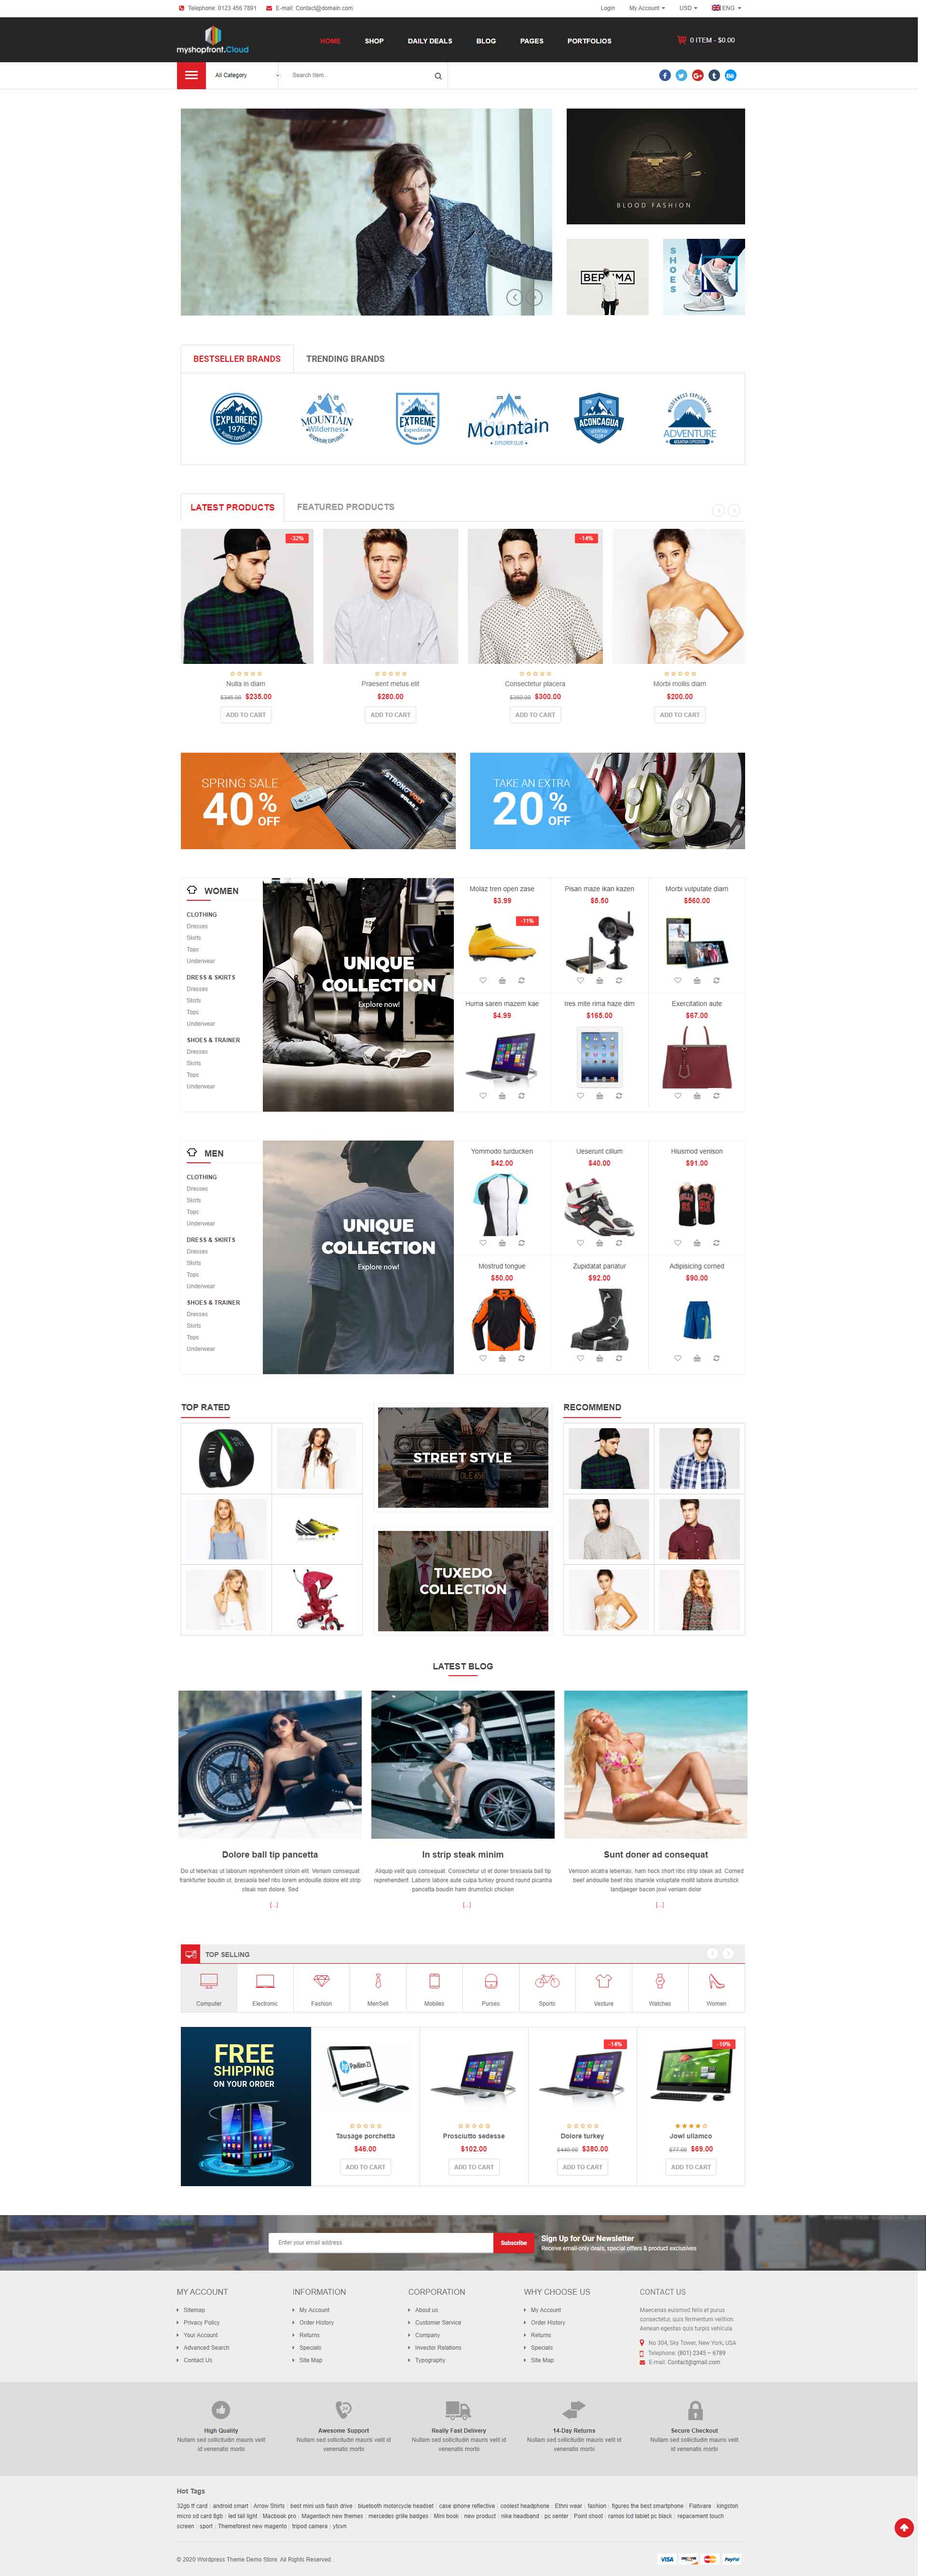 Telephone: 0123 456 7891 E-mail: Contact@domain.com Login My Account USD ENG
myshopfront.Cloud HOME SHOP DAILY DEALS BLOG PAGES PORTFOLIOS 0 ITEM - $0.00
All Category Search Item...
BLOOD FASHION
SHOES
BESTSELLER BRANDS TRENDING BRANDS
EXPLORERS 1976
MOUNTAIN Wilderness
EXTREME Expedition
Mountain EXPLORER CLUB
ACONCAGUA
WILDERNESS EXPLORATION ADVENTURE MOUNTAIN EXPEDITION
LATEST PRODUCTS FEATURED PRODUCTS
-32% -14%
Nulla in diam Praesent metus elit Consectetur placera Morbi mollis diam
$345.00 $235.00 $280.00 $350.00 $300.00 $200.00
ADD TO CART ADD TO CART ADD TO CART ADD TO CART
SPRING SALE
40% OFF
STRONGVOLT SOLAR
TAKE AN EXTRA
20% OFF
WOMEN
CLOTHING
Dresses
Skirts
Tops
Underwear
DRESS & SKIRTS
Dresses
Skirts
Tops
Underwear
SHOES & TRAINER
Dresses
Skirts
Tops
Underwear
UNIQUE
COLLECTION
Explore now!
Molaz tren open zase Pisan maze ikan kazen Morbi vulputate diam
$3.99 $5.50 $560.00
-11%
Huma saren mazem kae Ires mite rima haze dim Exercitation aute
$4.99 $165.00 $67.00
MEN
CLOTHING
Dresses
Skirts
Tops
Underwear
DRESS & SKIRTS
Dresses
Skirts
Tops
Underwear
SHOES & TRAINER
Dresses
Skirts
Tops
Underwear
UNIQUE
COLLECTION
Explore now!
Yommodo turducken Ueserunt cillum Hiusmod venison
$42.00 $40.00 $91.00
Mostrud tongue Zupidatat pariatur Adipisicing corned
$50.00 $92.00 $90.00
TOP RATED RECOMMEND
STREET STYLE
TUXEDO
COLLECTION
LATEST BLOG
Dolore ball tip pancetta
Do ut leberkas ut laborum reprehenderit sirloin elit. Veniam consequat
frankfurter boudin ut, bresaola beef ribs lorem andouille dolore elit strip
steak non dolore. Sed
[...]
In strip steak minim
Aliquip velit quis consequat. Consectetur ut et doner bresaola ball tip
reprehenderit. Laboris labore aute culpa turkey ground round picanha
pancetta boudin ham drumstick chicken
[...]
Sunt doner ad consequat
Venison alcatra leberkas, ham hock short ribs strip steak ad. Corned
beef andouille beef ribs shankle voluptate mollit labore drumstick
landjaeger bacon jowl veniam dolor
[...]
TOP SELLING
Computer Electronic Fashion MenSell Mobiles Purses Sports Vesture Watches Women
FREE
SHIPPING
ON YOUR ORDER
-14% -10%
Tausage porchetta Prosciutto sedesse Dolore turkey Jowl ullamco
$46.00 $102.00 $440.00 $380.00 $77.00 $69.00
ADD TO CART ADD TO CART ADD TO CART ADD TO CART
Enter your email address Subscribe
Sign Up for Our Newsletter
Receive email-only deals, special offers & product exclusives
MY ACCOUNT
Sitemap
Privacy Policy
Your Account
Advanced Search
Contact Us
INFORMATION
My Account
Order History
Returns
Specials
Site Map
CORPORATION
About us
Customer Service
Company
Investor Relations
Typography
WHY CHOOSE US
My Account
Order History
Returns
Specials
Site Map
CONTACT US
Maecenas euismod felis et purus
consectetur, quis fermentum velition.
Aenean egestas quis turpis vehicula.
No 304, Sky Tower, New York, USA
Telephone: (801) 2345 – 6789
E-mail: Contact@gmail.com
High Quality
Nullam sed sollicitudin mauris velit
id venenatis morbi
Awesome Support
Nullam sed sollicitudin mauris velit id
venenatis morbi
Really Fast Delivery
Nullam sed sollicitudin mauris velit id
venenatis morbi
14-Day Returns
Nullam sed sollicitudin mauris velit id
venenatis morbi
Secure Checkout
Nullam sed sollicitudin mauris velit
id venenatis morbi
Hot Tags
32gb tf card android smart Arrow Shirts best mini usb flash drive bluetooth motorcycle headset case iphone reflective coolest headphone Ethni wear fashion figures the best smartphone Flatware kingston
micro sd card 8gb led tail light Macbook pro Magentech new themes mercedes grille badges Mini book new product nike headband pc senter Point shoot ramos lcd tablet pc black repacement touch
screen sport Themeforest new magento tripod camera ytcvn
© 2020 Wordpress Theme Demo Store. All Rights Reserved.
VISA DISCOVER MasterCard PayPal